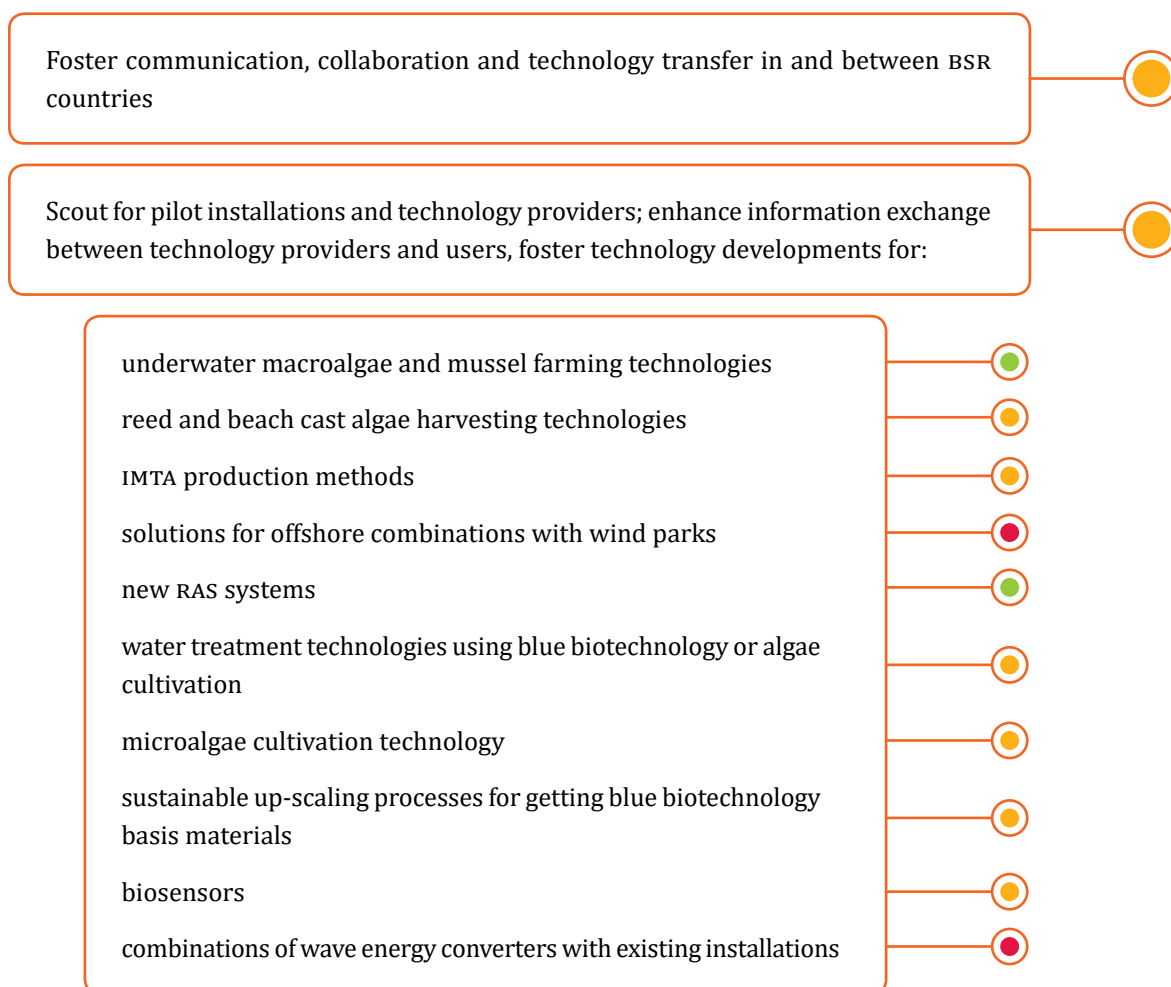 Foster communication, collaboration and technology transfer in and between BSR
countries
Scout for pilot installations and technology providers; enhance information exchange
between technology providers and users, foster technology developments for:
underwater macroalgae and mussel farming technologies
reed and beach cast algae harvesting technologies
IMTA production methods
solutions for offshore combinations with wind parks
new RAS systems
water treatment technologies using blue biotechnology or algae
cultivation
microalgae cultivation technology
sustainable up-scaling processes for getting blue biotechnology
basis materials
biosensors
combinations of wave energy converters with existing installations